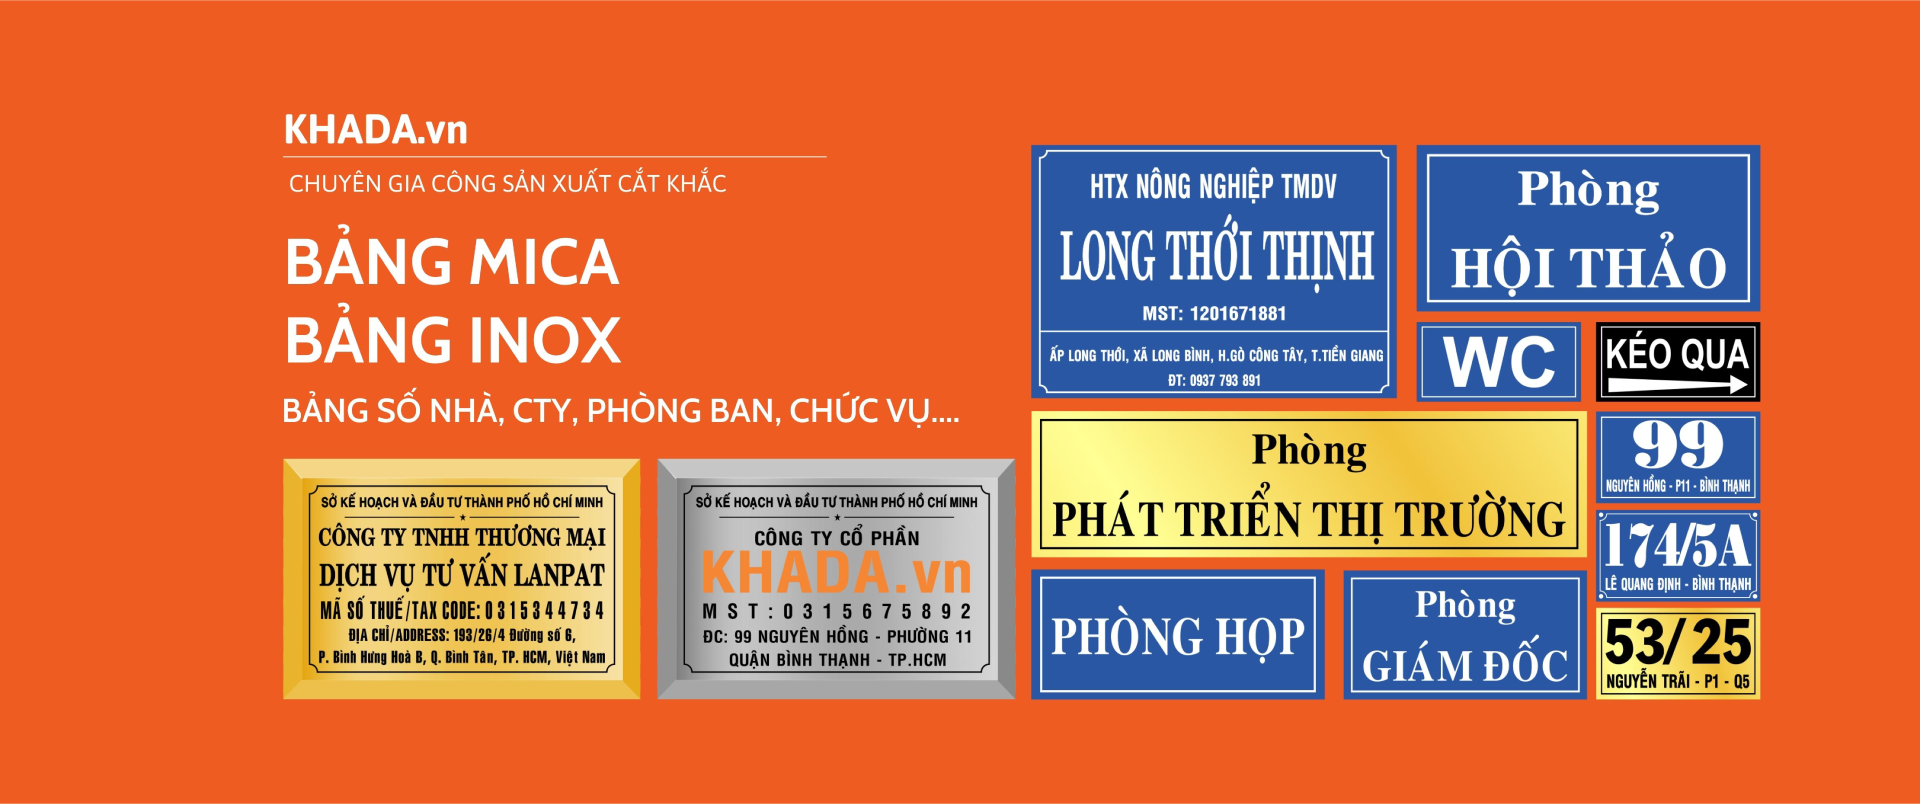 KHADA.vn
CHUYÊN GIA CÔNG SẢN XUẤT CẮT KHẮC
BẢNG MICA
BẢNG INOX
BẢNG SỐ NHÀ, CTY, PHÒNG BAN, CHỨC VỤ....
SỞ KẾ HOẠCH VÀ ĐẦU TƯ THÀNH PHỐ HỒ CHÍ MINH
CÔNG TY TNHH THƯƠNG MẠI
DỊCH VỤ TƯ VẤN LANPAT
MÃ SỐ THUẾ/TAX CODE: 0315344734
ĐỊA CHỈ/ADDRESS: 193/26/4 Đường số 6,
P. Bình Hưng Hoà B, Q. Bình Tân, TP. HCM, Việt Nam
SỞ KẾ HOẠCH VÀ ĐẦU TƯ THÀNH PHỐ HỒ CHÍ MINH
CÔNG TY CỔ PHẦN
KHADA.vn
MST: 0315675892
ĐC: 99 NGUYÊN HỒNG - PHƯỜNG 11
QUẬN BÌNH THẠNH - TP.HCM
HTX NÔNG NGHIỆP TMDV
LONG THỚI THỊNH
MST: 1201671881
ẤP LONG THỚI, XÃ LONG BÌNH, H.GÒ CÔNG TÂY, T.TIỀN GIANG
ĐT: 0937 793 891
Phòng
HỘI THẢO
WC
KÉO QUA
Phòng
PHÁT TRIỂN THỊ TRƯỜNG
99
NGUYÊN HỒNG - P11 - BÌNH THẠNH
174/5A
LÊ QUANG ĐỊNH - BÌNH THẠNH
PHÒNG HỌP
Phòng
GIÁM ĐỐC
53/25
NGUYỄN TRÃI - P1 - Q5